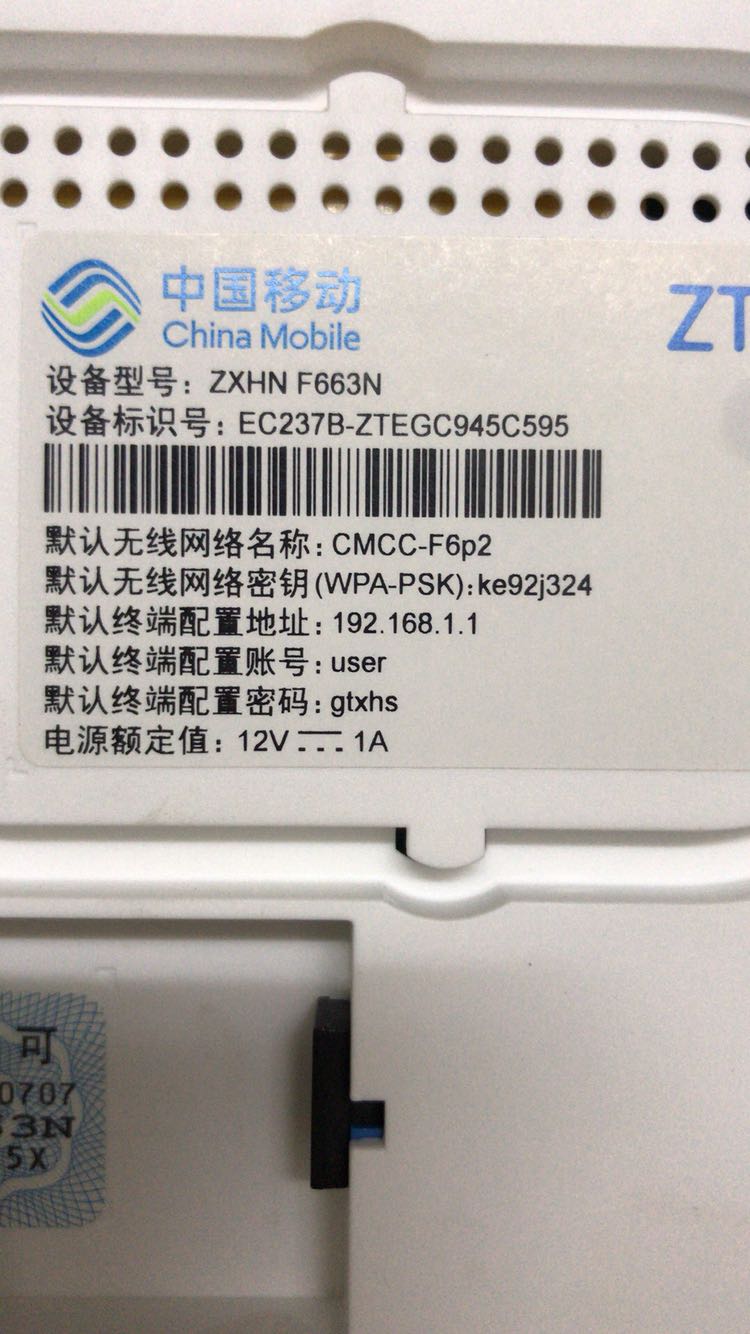 中国移动
China Mobile
ZT
设备型号：ZXHN F663N
设备标识号：EC237B-ZTEGC945C595
默认无线网络名称：CMCC-F6p2
默认无线网络密钥(WPA-PSK)：ke92j324
默认终端配置地址：192.168.1.1
默认终端配置账号：user
默认终端配置密码：gtxhs
电源额定值：12V 1A
可
0707
3N
5X